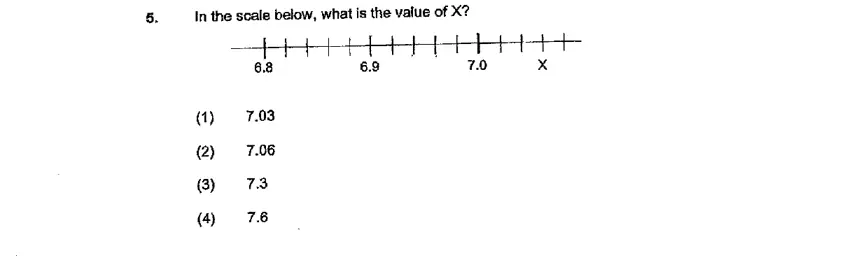 5. In the scale below, what is the value of X?
6.8 6.9 7.0 X
(1) 7.03
(2) 7.06
(3) 7.3
(4) 7.6